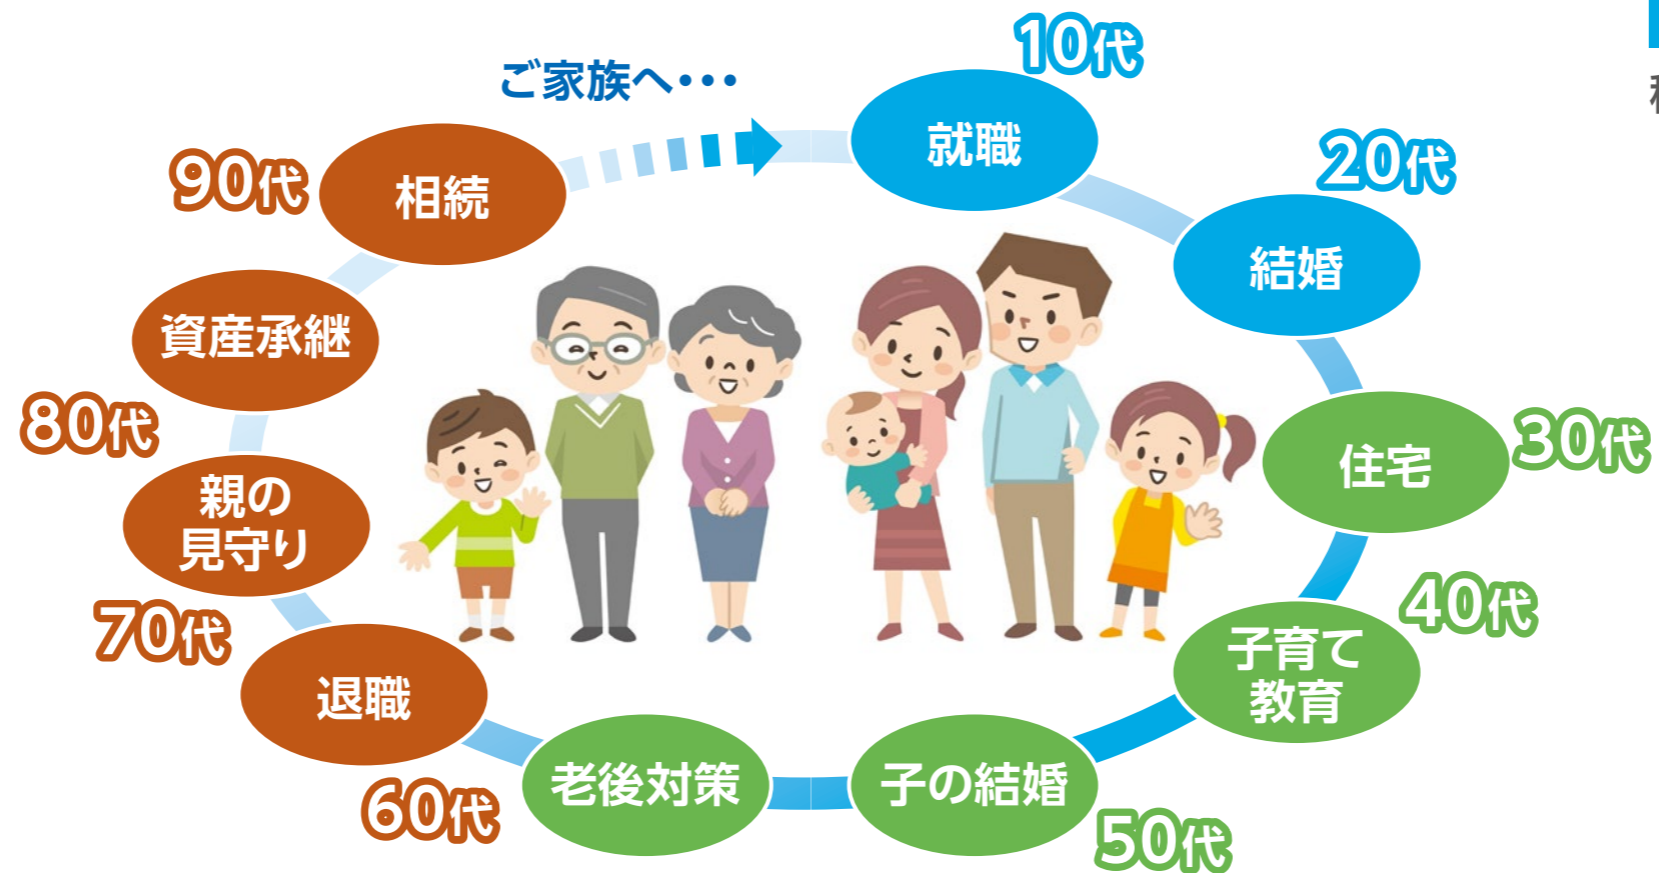 ご家族へ・・・
10代
就職
20代
結婚
住宅
30代
40代
子育て
教育
子の結婚
50代
老後対策
60代
退職
70代
親の
見守り
80代
資産承継
90代
相続